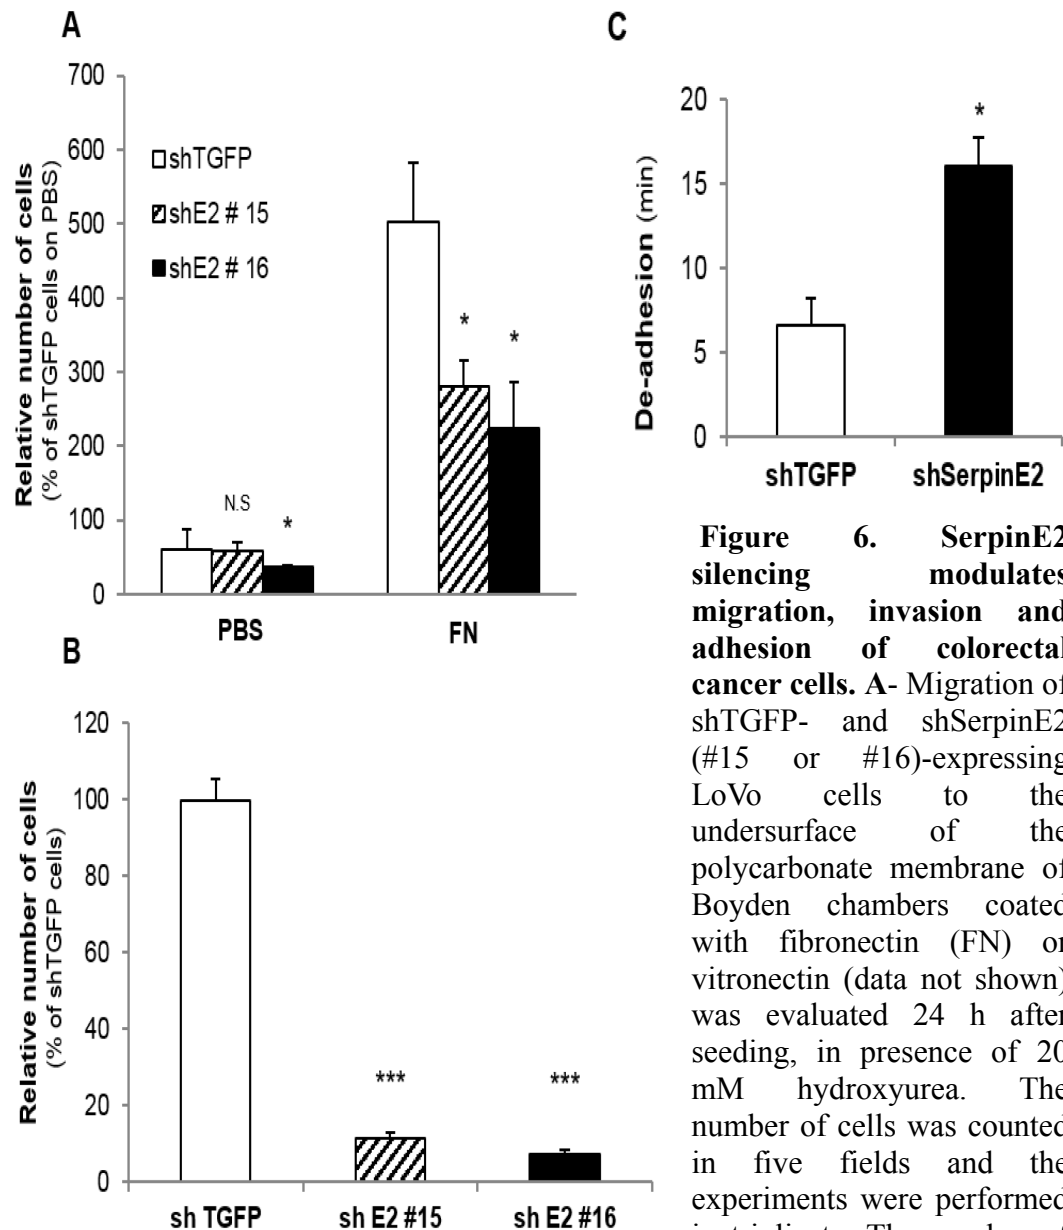 A
700
600
500
400
300
200
100
0
Relative number of cells
(% of shTGFP cells on PBS)
shTGFP
shE2 # 15
shE2 # 16
N.S
*
*
*
PBS
FN
B
120
100
80
60
40
20
0
Relative number of cells
(% of shTGFP cells)
***
***
sh TGFP
sh E2 #15
sh E2 #16
C
20
15
10
5
0
De-adhesion (min)
*
shTGFP
shSerpinE2
Figure 6. SerpinE2
silencing modulates
migration, invasion and
adhesion of colorectal
cancer cells. A- Migration of
shTGFP- and shSerpinE2
(#15 or #16)-expressing
LoVo cells to the
undersurface of the
polycarbonate membrane of
Boyden chambers coated
with fibronectin (FN) or
vitronectin (data not shown)
was evaluated 24 h after
seeding, in presence of 20
mM hydroxyurea. The
number of cells was counted
in five fields and the
experiments were performed